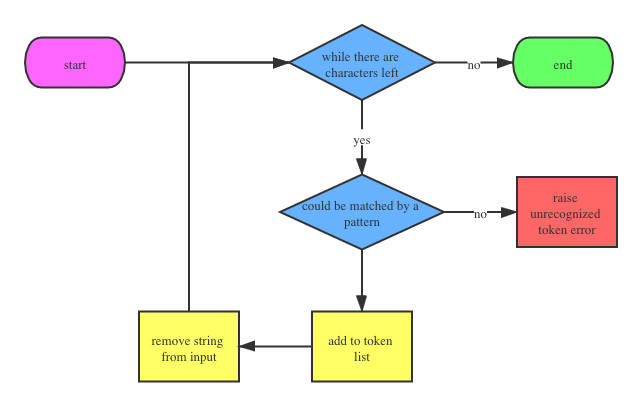 start
while there are
characters left
no
end
yes
could be matched by a
pattern
no
raise
unrecognized
token error
remove string
from input
add to token
list